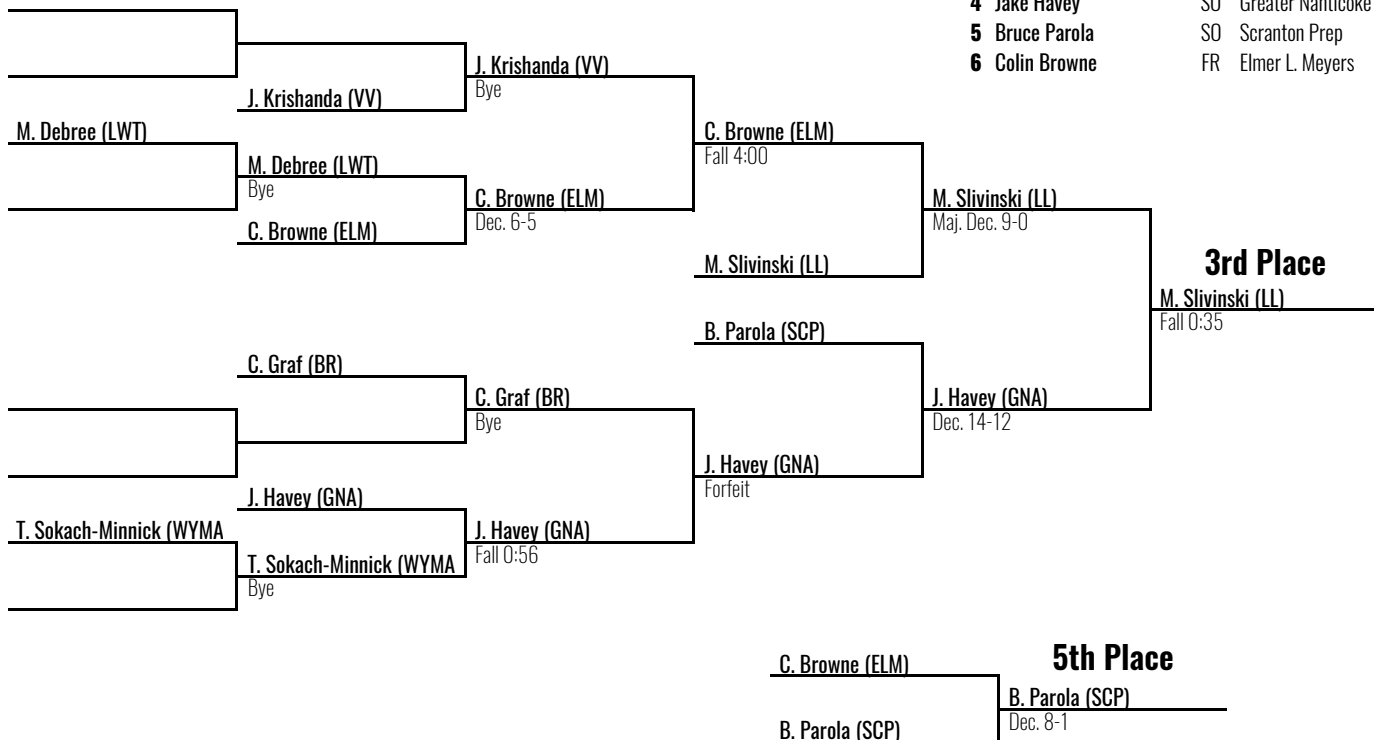 4 Jake Havey SO Greater Nanticoke
5 Bruce Parola SO Scranton Prep
6 Colin Browne FR Elmer L. Meyers
J. Krishanda (VV)
Bye
J. Krishanda (VV)
M. Debree (LWT)
C. Browne (ELM)
Fall 4:00
M. Debree (LWT)
Bye
C. Browne (ELM)
Dec. 6-5
M. Slivinski (LL)
Maj. Dec. 9-0
C. Browne (ELM)
M. Slivinski (LL)
3rd Place
M. Slivinski (LL)
Fall 0:35
B. Parola (SCP)
C. Graf (BR)
C. Graf (BR)
Bye
J. Havey (GNA)
Dec. 14-12
J. Havey (GNA)
Forfeit
J. Havey (GNA)
T. Sokach-Minnick (WYMA
J. Havey (GNA)
Fall 0:56
T. Sokach-Minnick (WYMA
Bye
5th Place
C. Browne (ELM)
B. Parola (SCP)
Dec. 8-1
B. Parola (SCP)